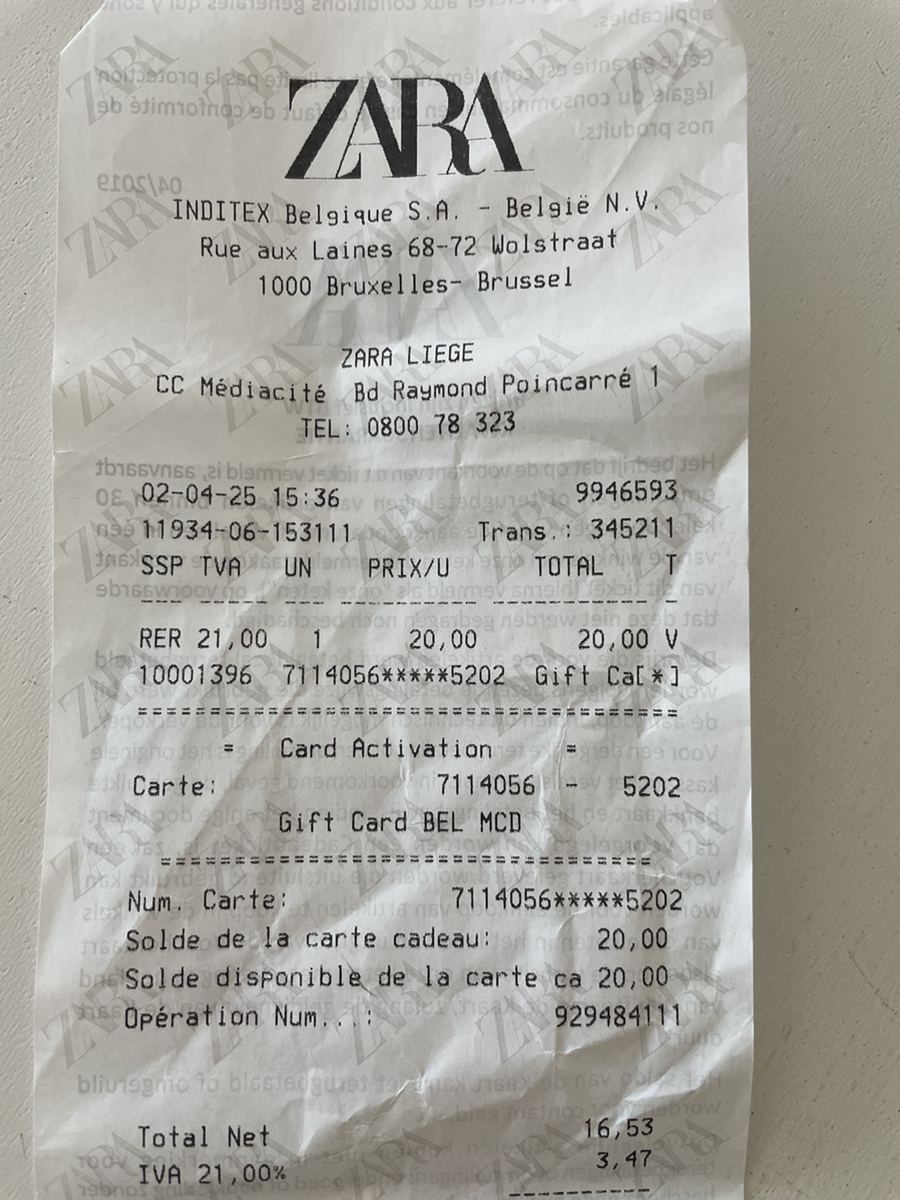 ZARA
INDITEX Belgique S.A. - België N.V.
Rue aux Laines 68-72 Wolstraat
1000 Bruxelles- Brussel
ZARA LIEGE
CC Médiacité Bd Raymond Poincarré 1
TEL: 0800 78 323
02-04-25 15:36 9946593
11934-06-153111 Trans.: 345211
SSP TVA UN PRIX/U TOTAL T
RER 21,00 1 20,00 20,00 V
10001396 7114056*****5202 Gift Ca[*]
= Card Activation =
Carte: 7114056 - 5202
Gift Card BEL MCD
Num. Carte: 7114056*****5202
Solde de la carte cadeau: 20,00
Solde disponible de la carte ca 20,00
Opération Num...: 929484111
Total Net 16,53
IVA 21,00% 3,47